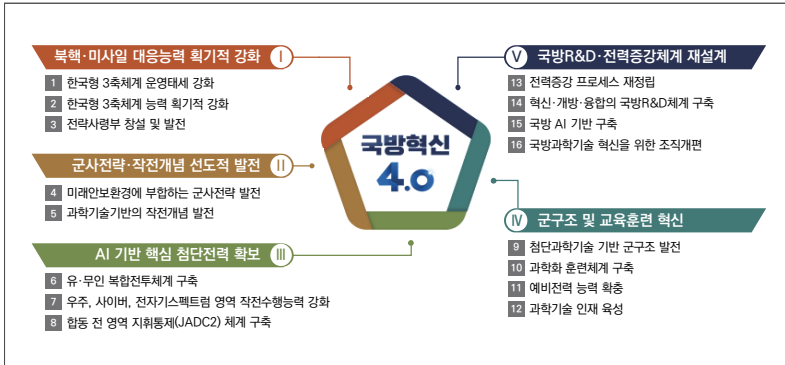 북핵·미사일 대응능력 획기적 강화 Ⅰ
1 한국형 3축체계 운영태세 강화
2 한국형 3축체계 능력 획기적 강화
3 전략사령부 창설 및 발전
군사전략·작전개념 선도적 발전 Ⅱ
4 미래안보환경에 부합하는 군사전략 발전
5 과학기술기반의 작전개념 발전
AI 기반 핵심 첨단전력 확보 Ⅲ
6 유·무인 복합전투체계 구축
7 우주, 사이버, 전자기스펙트럼 영역 작전수행능력 강화
8 합동 전 영역 지휘통제(JADC2) 체계 구축
국방혁신
4.0
Ⅴ 국방R&D·전력증강체계 재설계
13 전력증강 프로세스 재정립
14 혁신·개방·융합의 국방R&D체계 구축
15 국방 AI 기반 구축
16 국방과학기술 혁신을 위한 조직개편
Ⅳ 군구조 및 교육훈련 혁신
9 첨단과학기술 기반 군구조 발전
10 과학화 훈련체계 구축
11 예비전력 능력 확충
12 과학기술 인재 육성